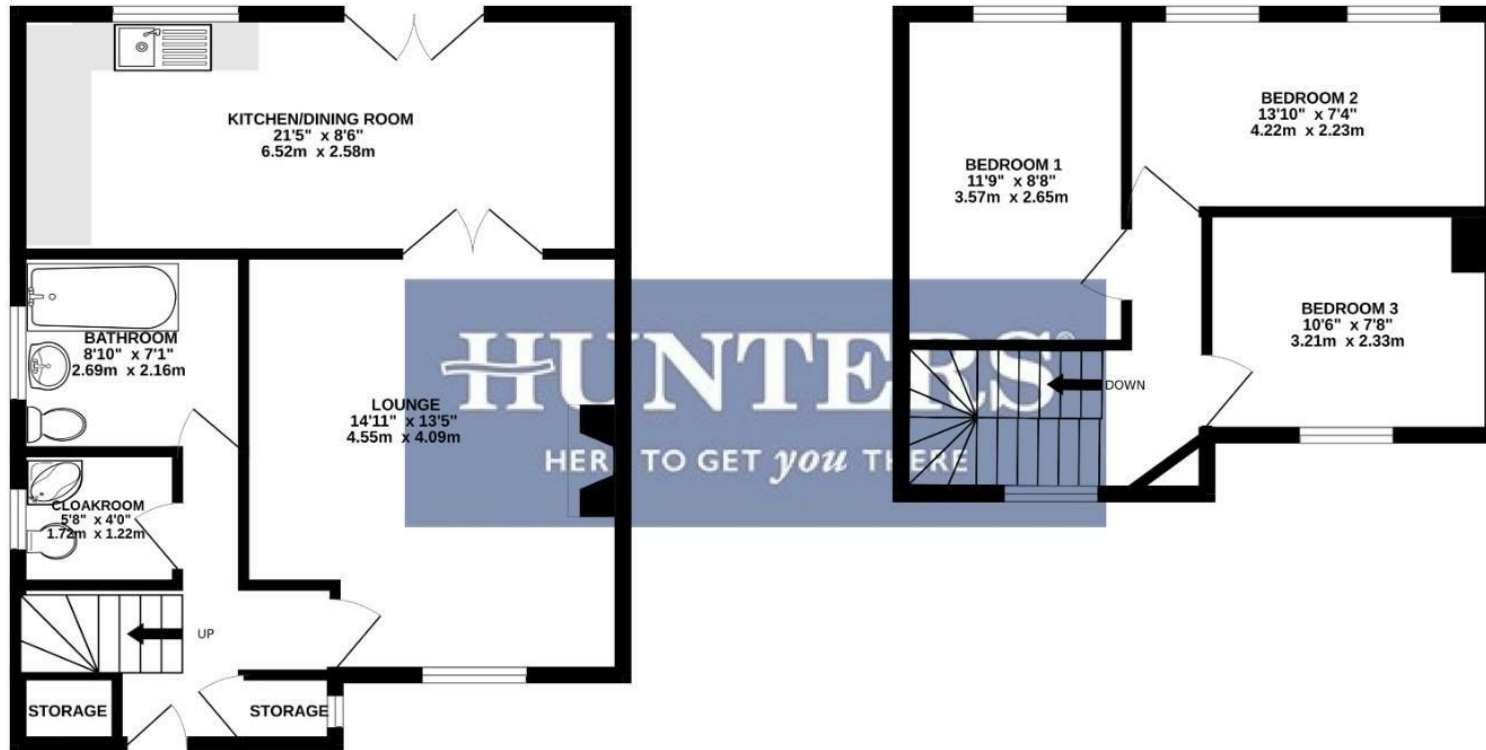 KITCHEN/DINING ROOM
21'5" x 8'6"
6.52m x 2.58m
BATHROOM
8'10" x 7'1"
2.69m x 2.16m
LOUNGE
14'11" x 13'5"
4.55m x 4.09m
CLOAKROOM
5'8" x 4'0"
1.72m x 1.22m
UP
STORAGE
STORAGE
BEDROOM 1
11'9" x 8'8"
3.57m x 2.65m
BEDROOM 2
13'10" x 7'4"
4.22m x 2.23m
BEDROOM 3
10'6" x 7'8"
3.21m x 2.33m
DOWN
HUNTERS®
HERE TO GET you THERE